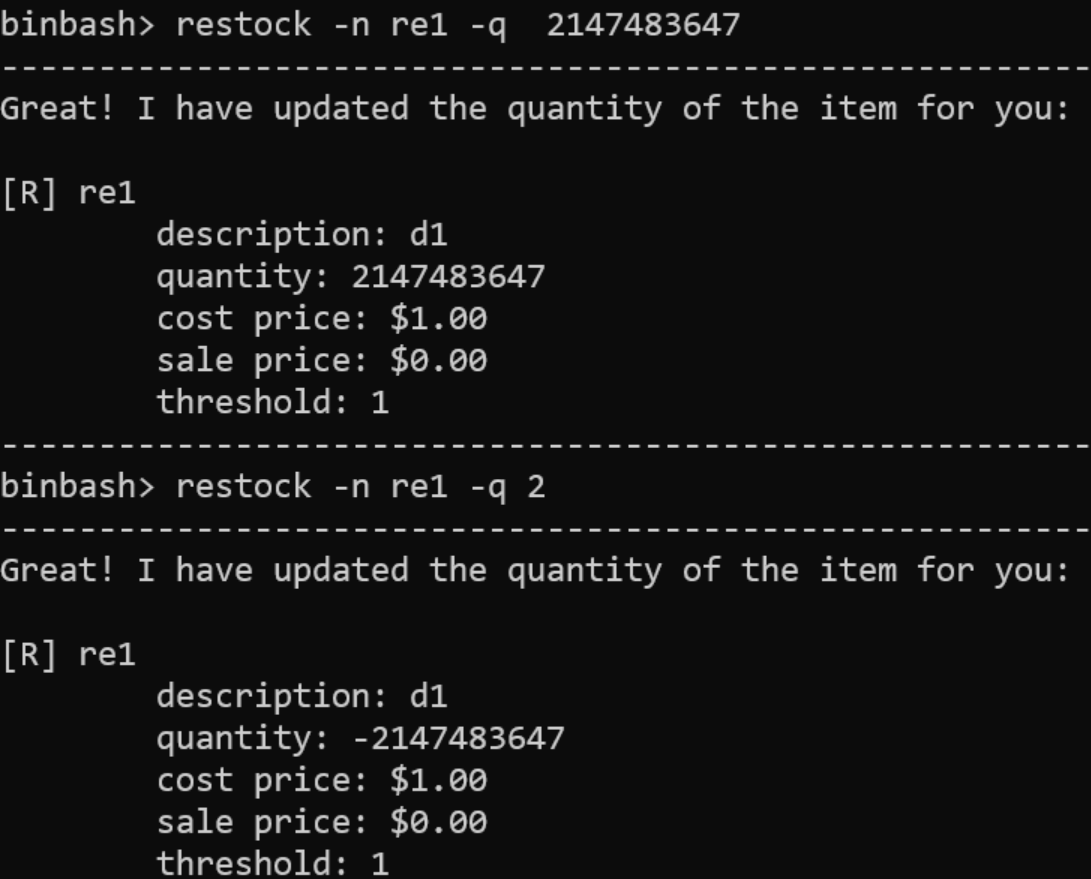 binbash> restock -n re1 -q  2147483647
--------------------------------------------------------
Great! I have updated the quantity of the item for you:
[R] re1
description: d1
quantity: 2147483647
cost price: $1.00
sale price: $0.00
threshold: 1
--------------------------------------------------------
binbash> restock -n re1 -q 2
--------------------------------------------------------
Great! I have updated the quantity of the item for you:
[R] re1
description: d1
quantity: -2147483647
cost price: $1.00
sale price: $0.00
threshold: 1